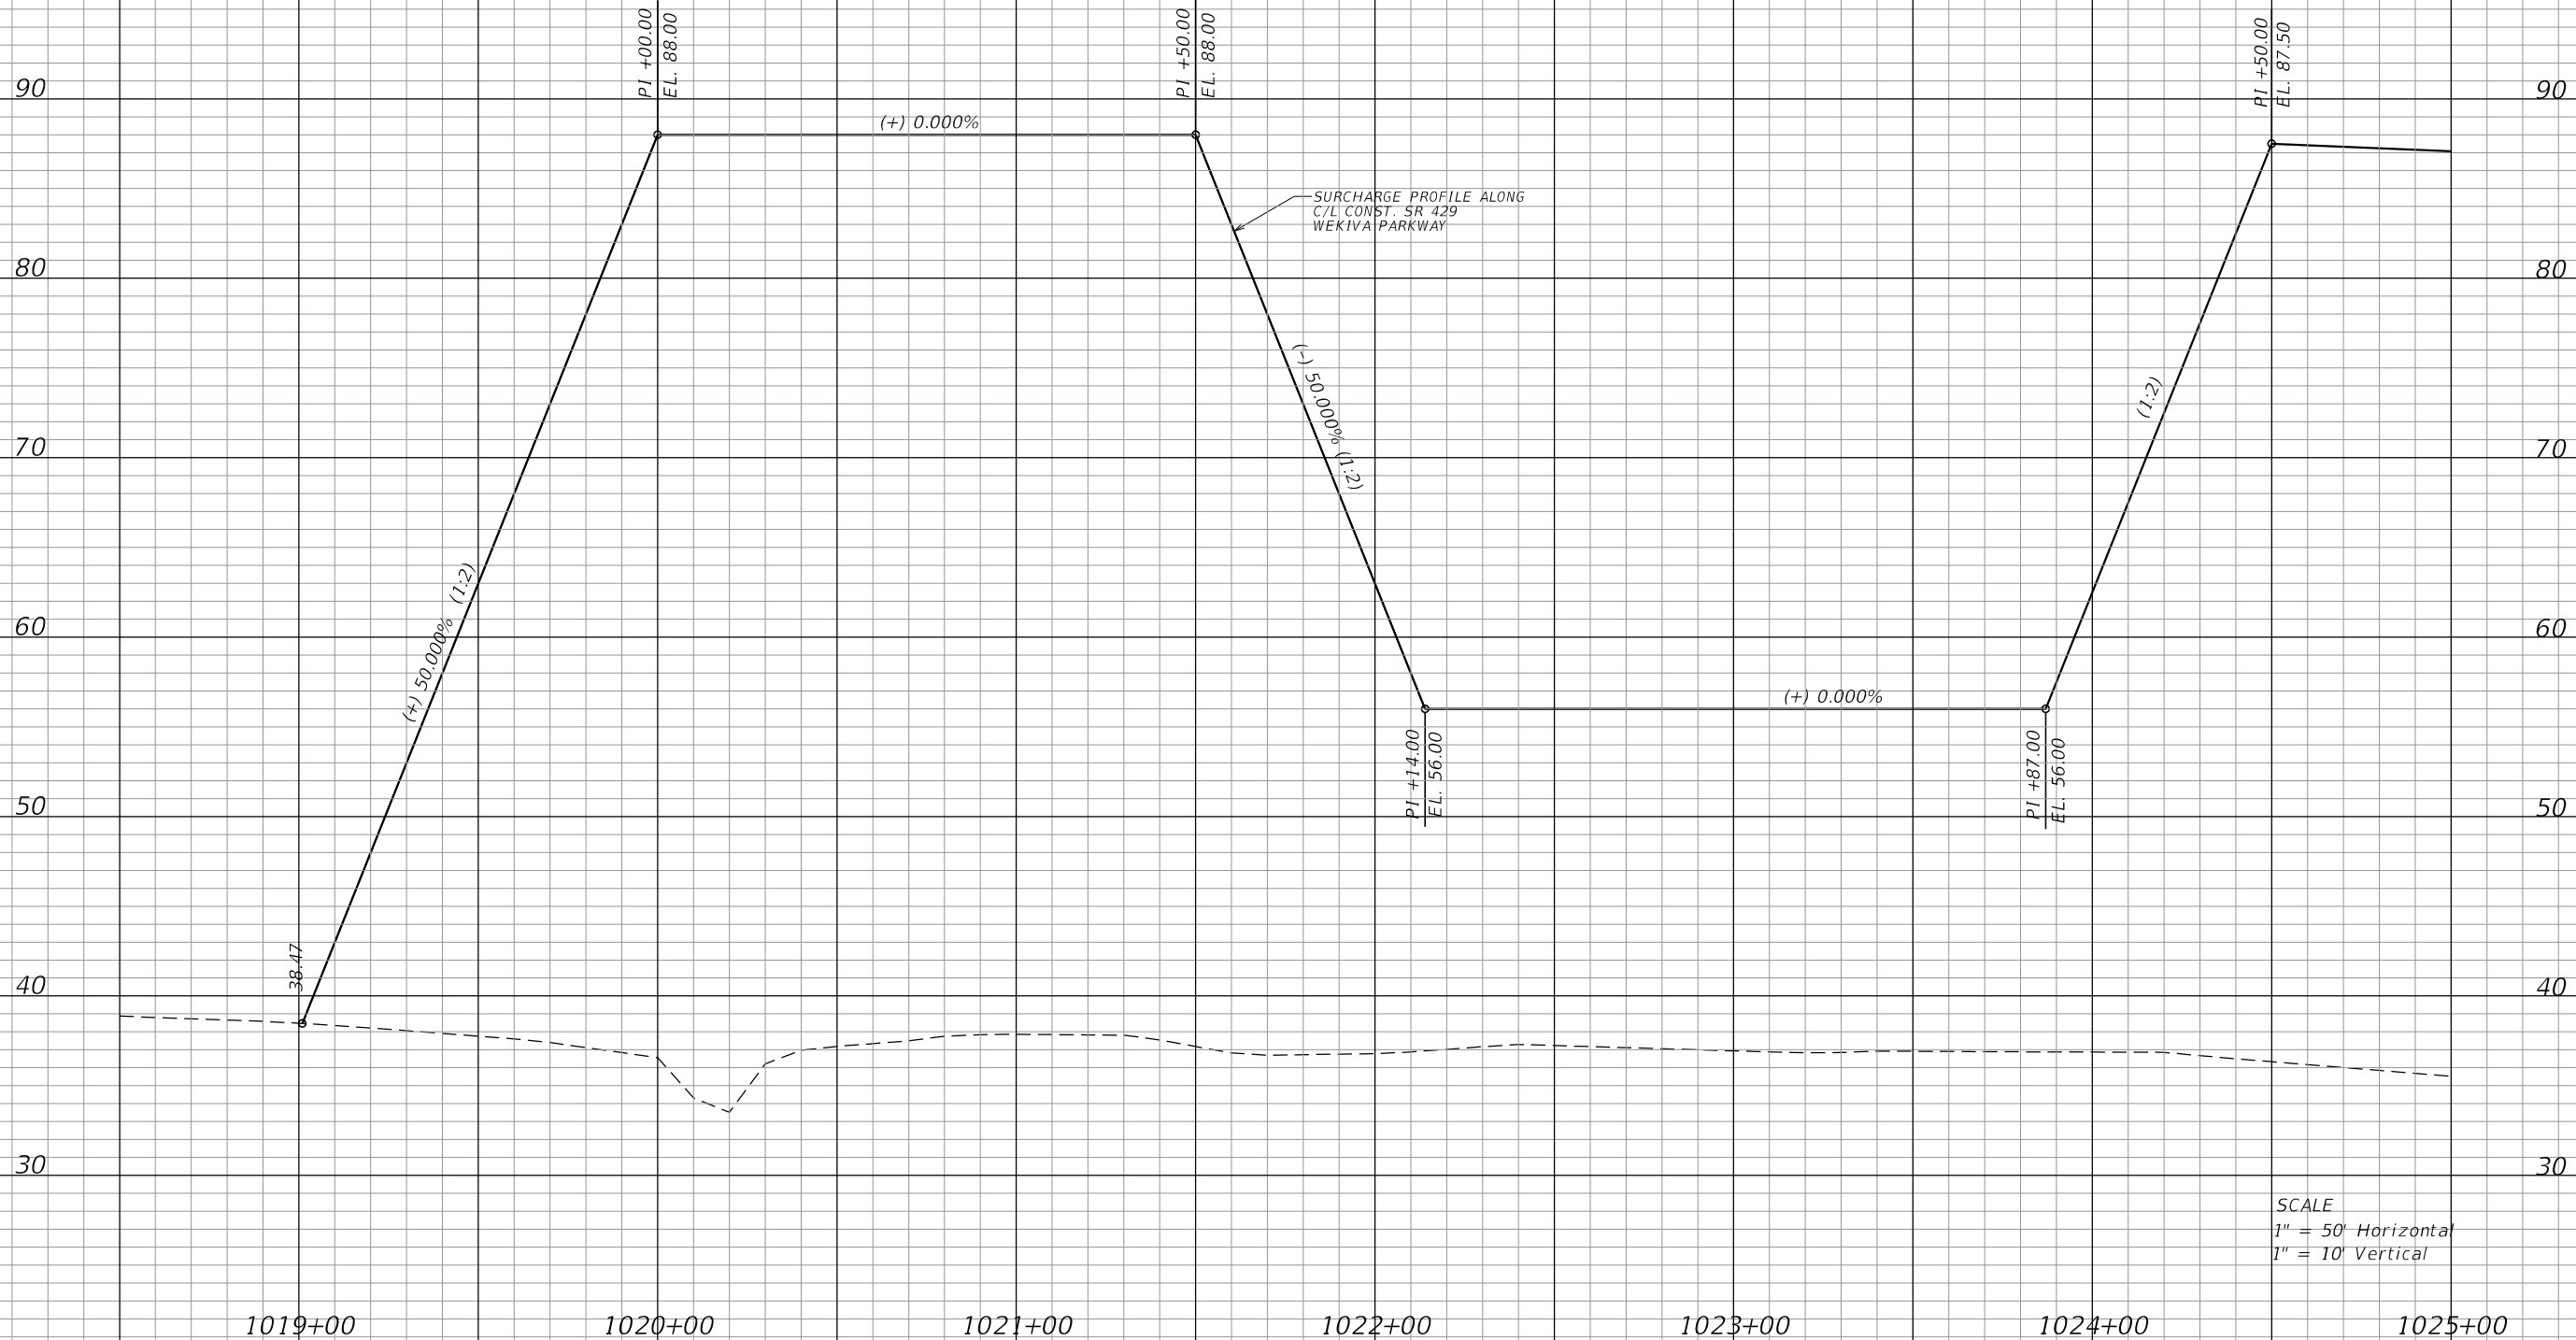 PI +00.00
EL. 88.00
PI +50.00
EL. 88.00
PI +50.00
EL. 87.50
90
90
(+) 0.000%
SURCHARGE PROFILE ALONG
C/L CONST. SR 429
WEKIVA PARKWAY
80
80
(-) 50.000% (1:2)
(1:2)
70
70
(+) 50.000% (1:2)
60
60
(+) 0.000%
PI +14.00
EL. 56.00
PI +87.00
EL. 56.00
50
50
38.47
40
40
30
30
SCALE
1" = 50' Horizontal
1" = 10' Vertical
1019+00
1020+00
1021+00
1022+00
1023+00
1024+00
1025+00